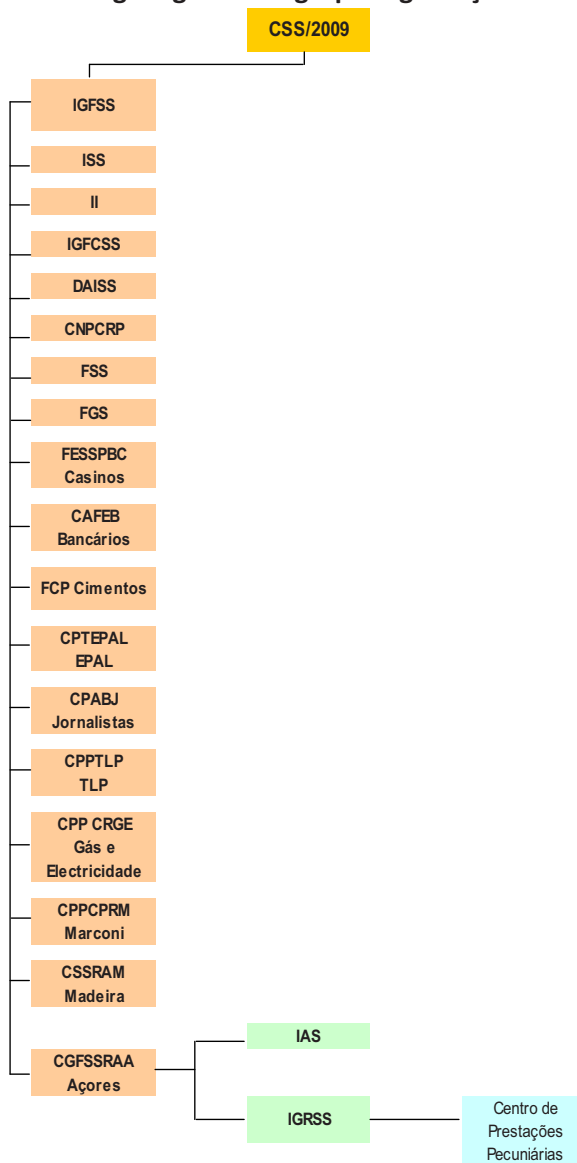 CSS/2009
IGFSS
ISS
II
IGFCSS
DAISS
CNPCRP
FSS
FGS
FESSPBC
Casinos
CAFEB
Bancários
FCP Cimentos
CPTEPAL
EPAL
CPABJ
Jornalistas
CPPTLP
TLP
CPP CRGE
Gás e
Electricidade
CPPCPRM
Marconi
CSSRAM
Madeira
CGFSSRAA
Açores
IAS
IGRSS
Centro de
Prestações
Pecuniárias